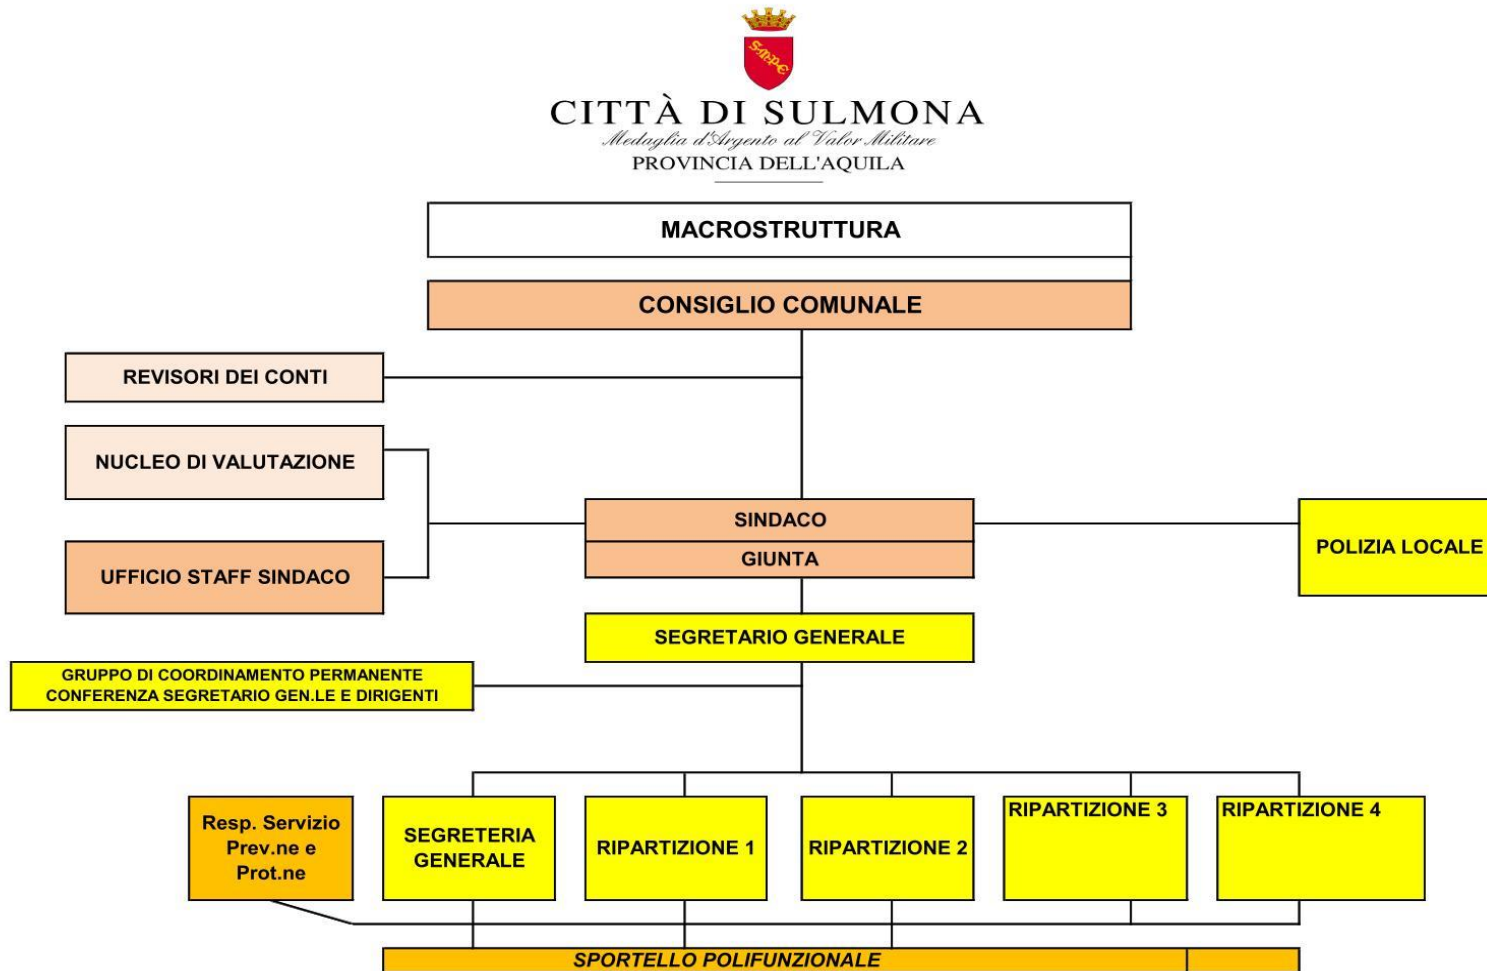 SMPE
CITTÀ DI SULMONA
Medaglia d'Argento al Valor Militare
PROVINCIA DELL'AQUILA
MACROSTRUTTURA
CONSIGLIO COMUNALE
REVISORI DEI CONTI
NUCLEO DI VALUTAZIONE
SINDACO
GIUNTA
POLIZIA LOCALE
UFFICIO STAFF SINDACO
SEGRETARIO GENERALE
GRUPPO DI COORDINAMENTO PERMANENTE
CONFERENZA SEGRETARIO GEN.LE E DIRIGENTI
Resp. Servizio
Prev.ne e
Prot.ne
SEGRETERIA
GENERALE
RIPARTIZIONE 1
RIPARTIZIONE 2
RIPARTIZIONE 3
RIPARTIZIONE 4
SPORTELLO POLIFUNZIONALE